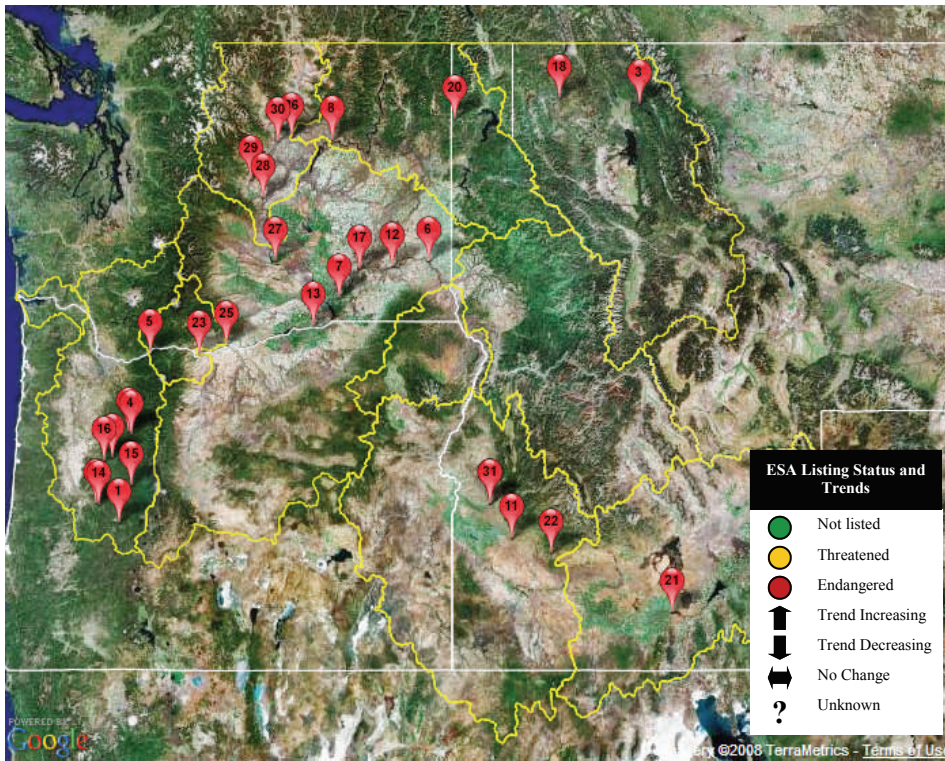 18
3
20
30
26
8
29
28
27
17
12
6
7
13
5
23
25
4
16
15
14
1
31
11
22
21
ESA Listing Status and
Trends
Not listed
Threatened
Endangered
Trend Increasing
Trend Decreasing
No Change
? Unknown
POWERED BY
Google
©2008 TerraMetrics - Terms of Use